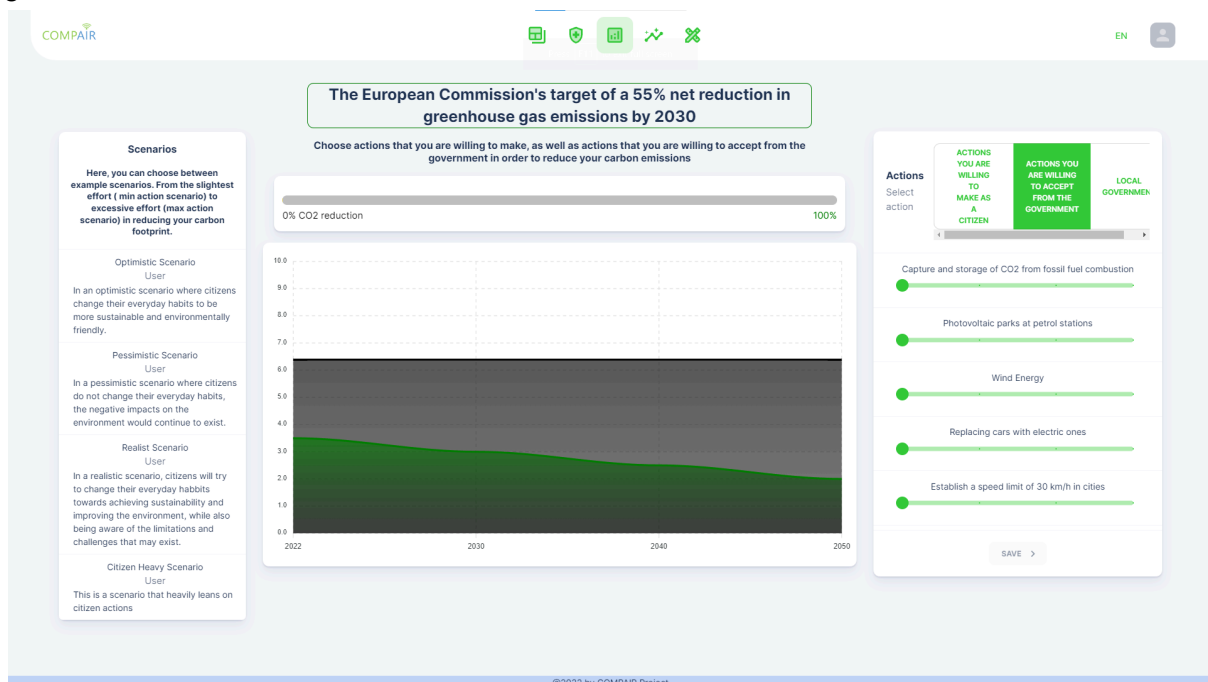 COMPAIR
EN
The European Commission's target of a 55% net reduction in
greenhouse gas emissions by 2030
Choose actions that you are willing to make, as well as actions that you are willing to accept from the
government in order to reduce your carbon emissions
Scenarios
Here, you can choose between
example scenarios. From the slightest
effort ( min action scenario) to
excessive effort (max action
scenario) in reducing your carbon
footprint.
Optimistic Scenario
User
In an optimistic scenario where citizens
change their everyday habits to be
more sustainable and environmentally
friendly.
Pessimistic Scenario
User
In a pessimistic scenario where citizens
do not change their everyday habits,
the negative impacts on the
environment would continue to exist.
Realist Scenario
User
In a realistic scenario, citizens will try
to change their everyday habbits
towards achieving sustainability and
improving the environment, while also
being aware of the limitations and
challenges that may exist.
Citizen Heavy Scenario
User
This is a scenario that heavily leans on
citizen actions
0% CO2 reduction
100%
10.0
9.0
8.0
7.0
6.0
5.0
4.0
3.0
2.0
1.0
0.0
2022
2030
2040
2050
Actions
Select
action
ACTIONS
YOU ARE
WILLING
TO
MAKE AS
A
CITIZEN
ACTIONS YOU
ARE WILLING
TO ACCEPT
FROM THE
GOVERNMENT
LOCAL
GOVERNMEN
Capture and storage of CO2 from fossil fuel combustion
Photovoltaic parks at petrol stations
Wind Energy
Replacing cars with electric ones
Establish a speed limit of 30 km/h in cities
SAVE >
@2022 by COMPAIR Project